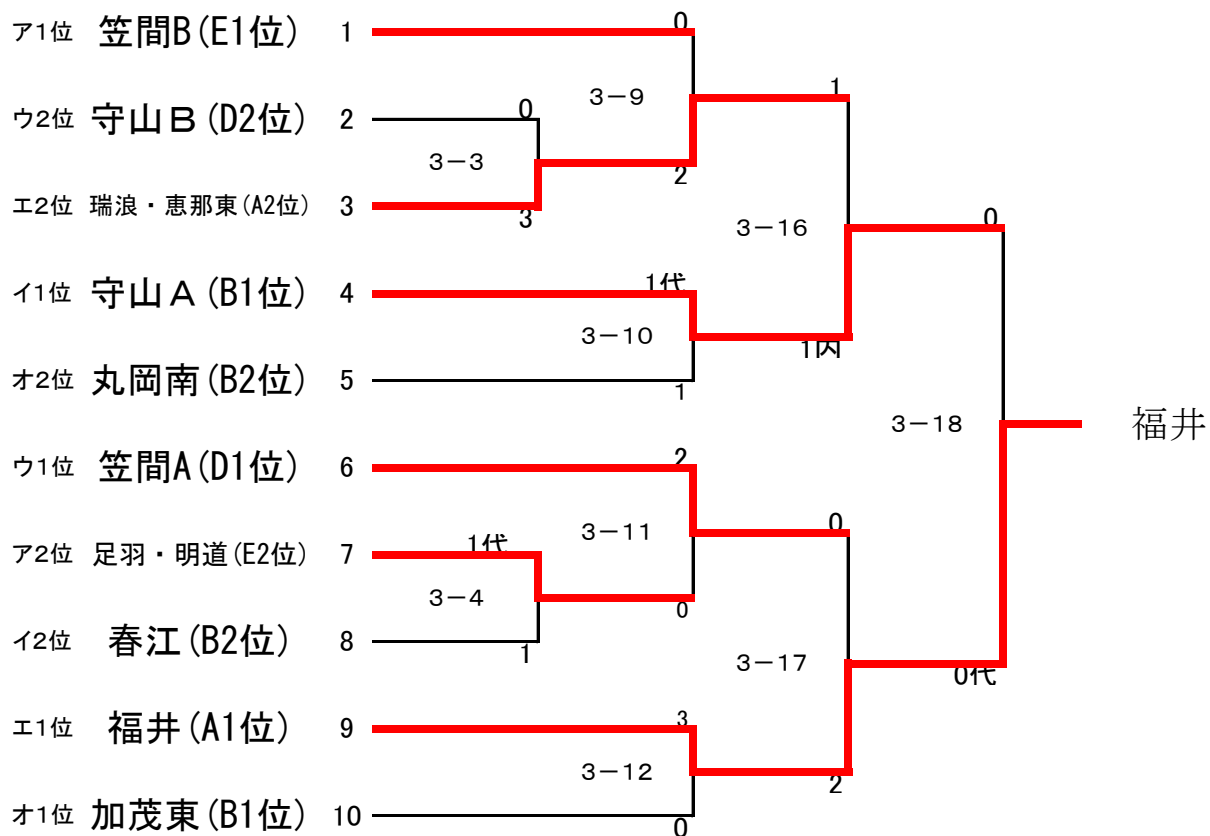 ア1位 笠間B(E1位) 1
0
3－9
1
ウ2位 守山Ｂ(D2位) 2
0
3－3
2
エ2位 瑞浪・恵那東(A2位) 3
3
3－16
0
イ1位 守山Ａ(B1位) 4
1代
3－10
1内
オ2位 丸岡南(B2位) 5
1
3－18
福井
ウ1位 笠間A(D1位) 6
2
3－11
0
ア2位 足羽・明道(E2位) 7
1代
3－4
0
イ2位 春江(B2位) 8
1
3－17
0代
エ1位 福井(A1位) 9
3
3－12
2
オ1位 加茂東(B1位) 10
0